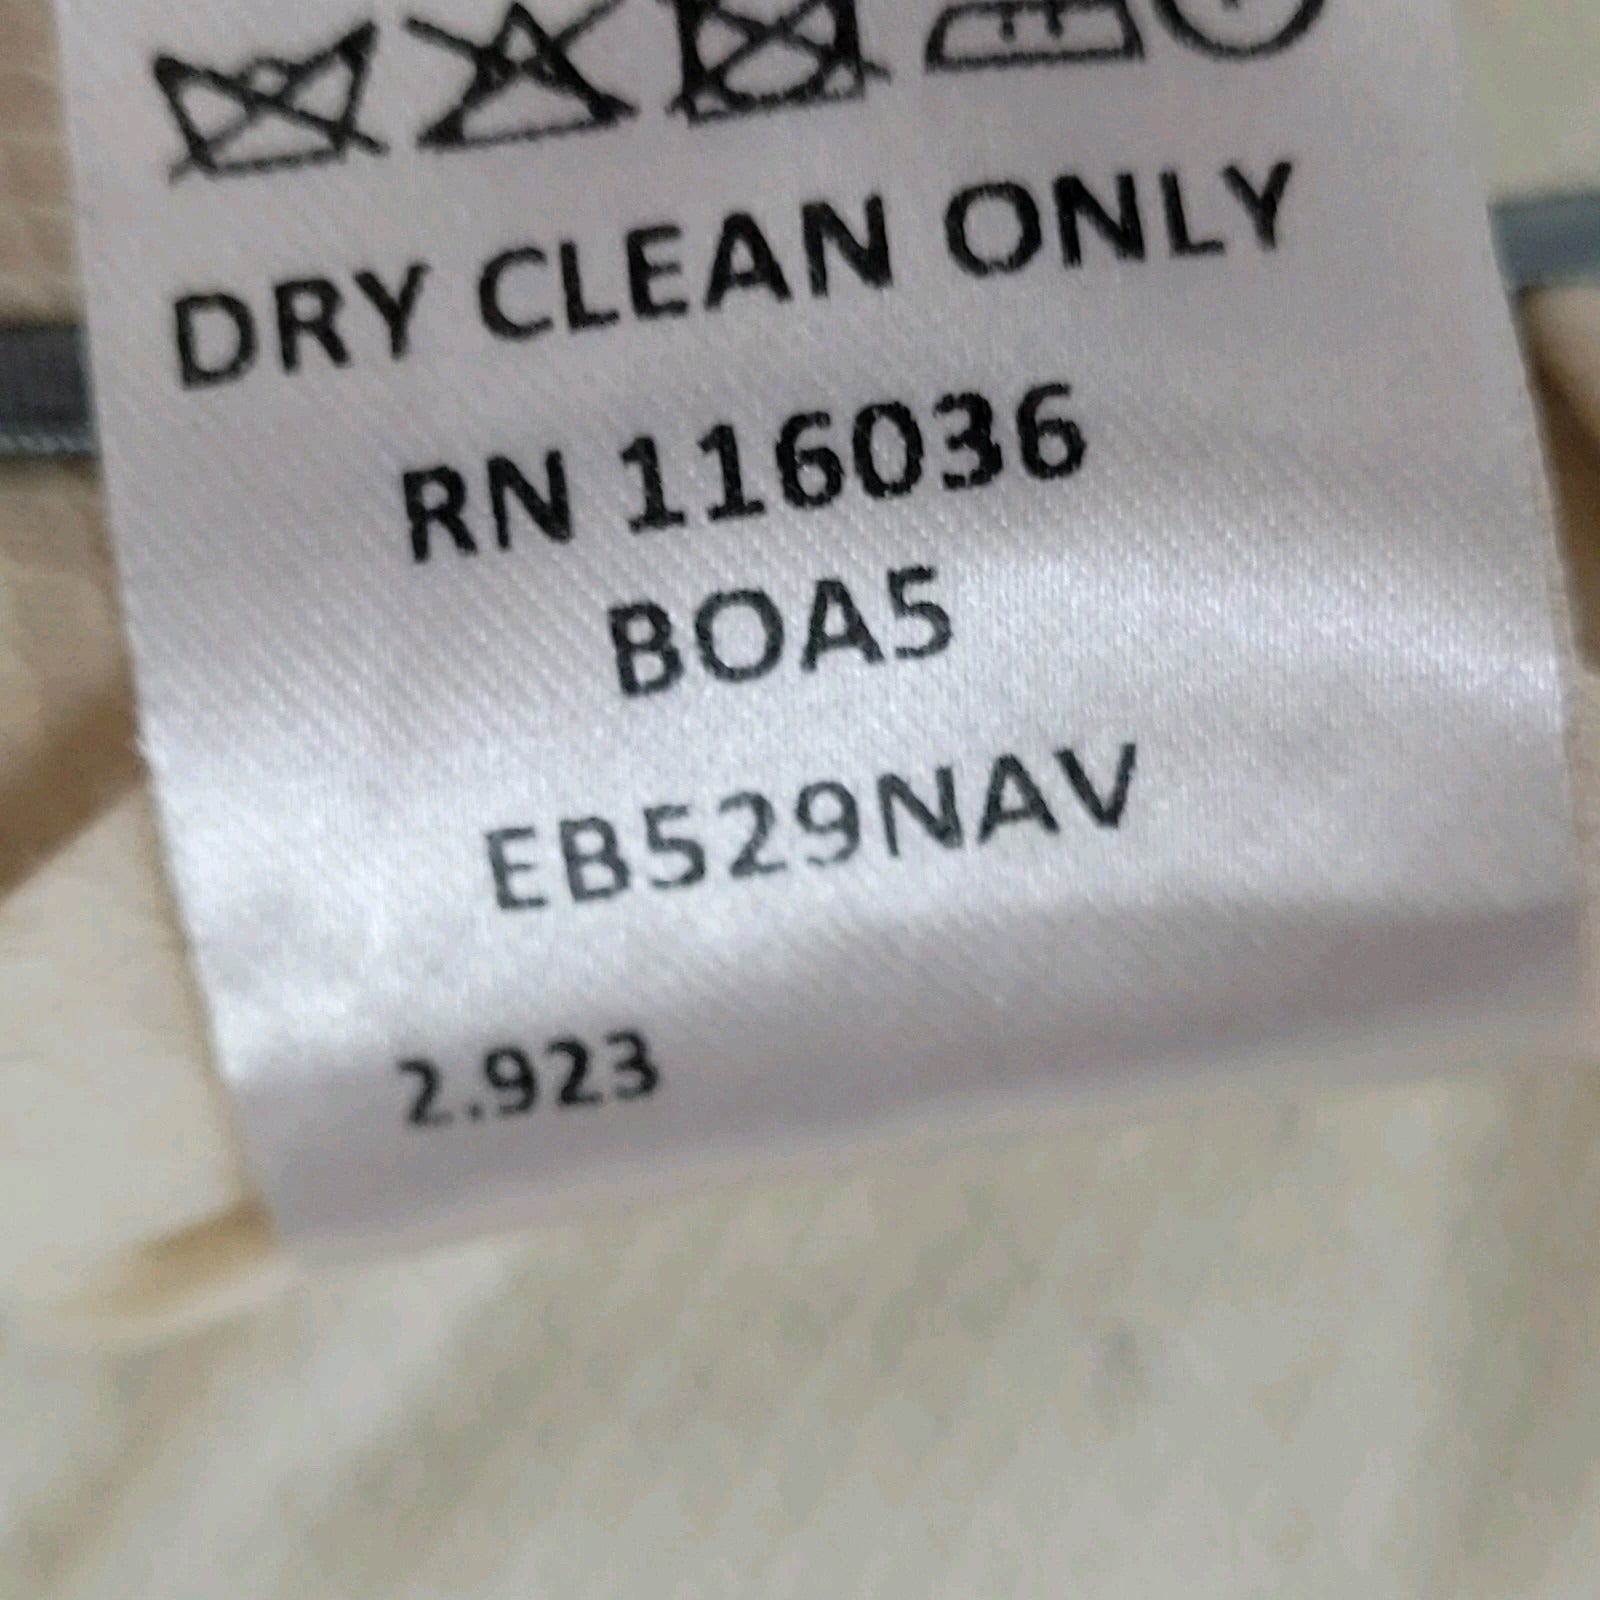 DRY CLEAN ONLY
RN 116036
BOA5
EB529NAV
2.923